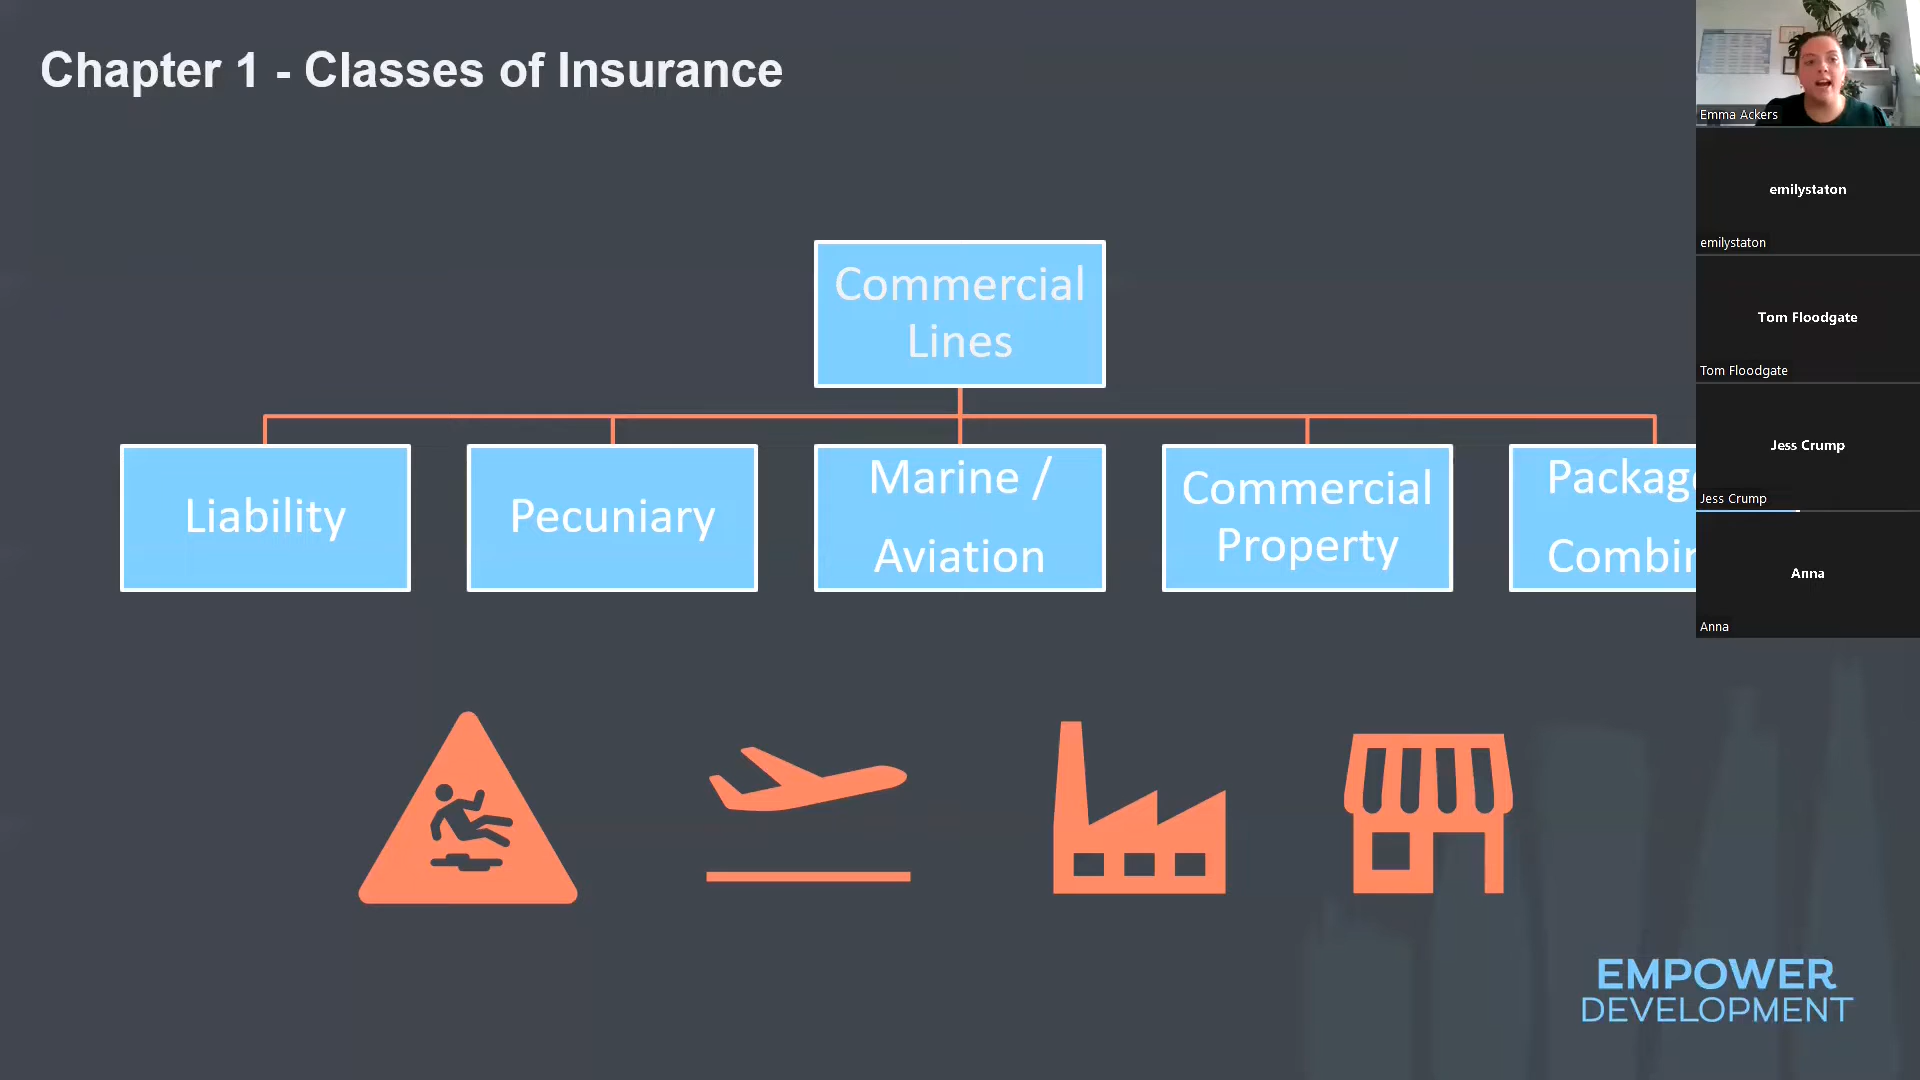 Chapter 1 - Classes of Insurance
Commercial
Lines
Liability
Pecuniary
Marine /
Aviation
Commercial
Property
Packag
Combin
Emma Ackers
emilystaton
emilystaton
Tom Floodgate
Tom Floodgate
Jess Crump
Jess Crump
Anna
Anna
EMPOWER
DEVELOPMENT